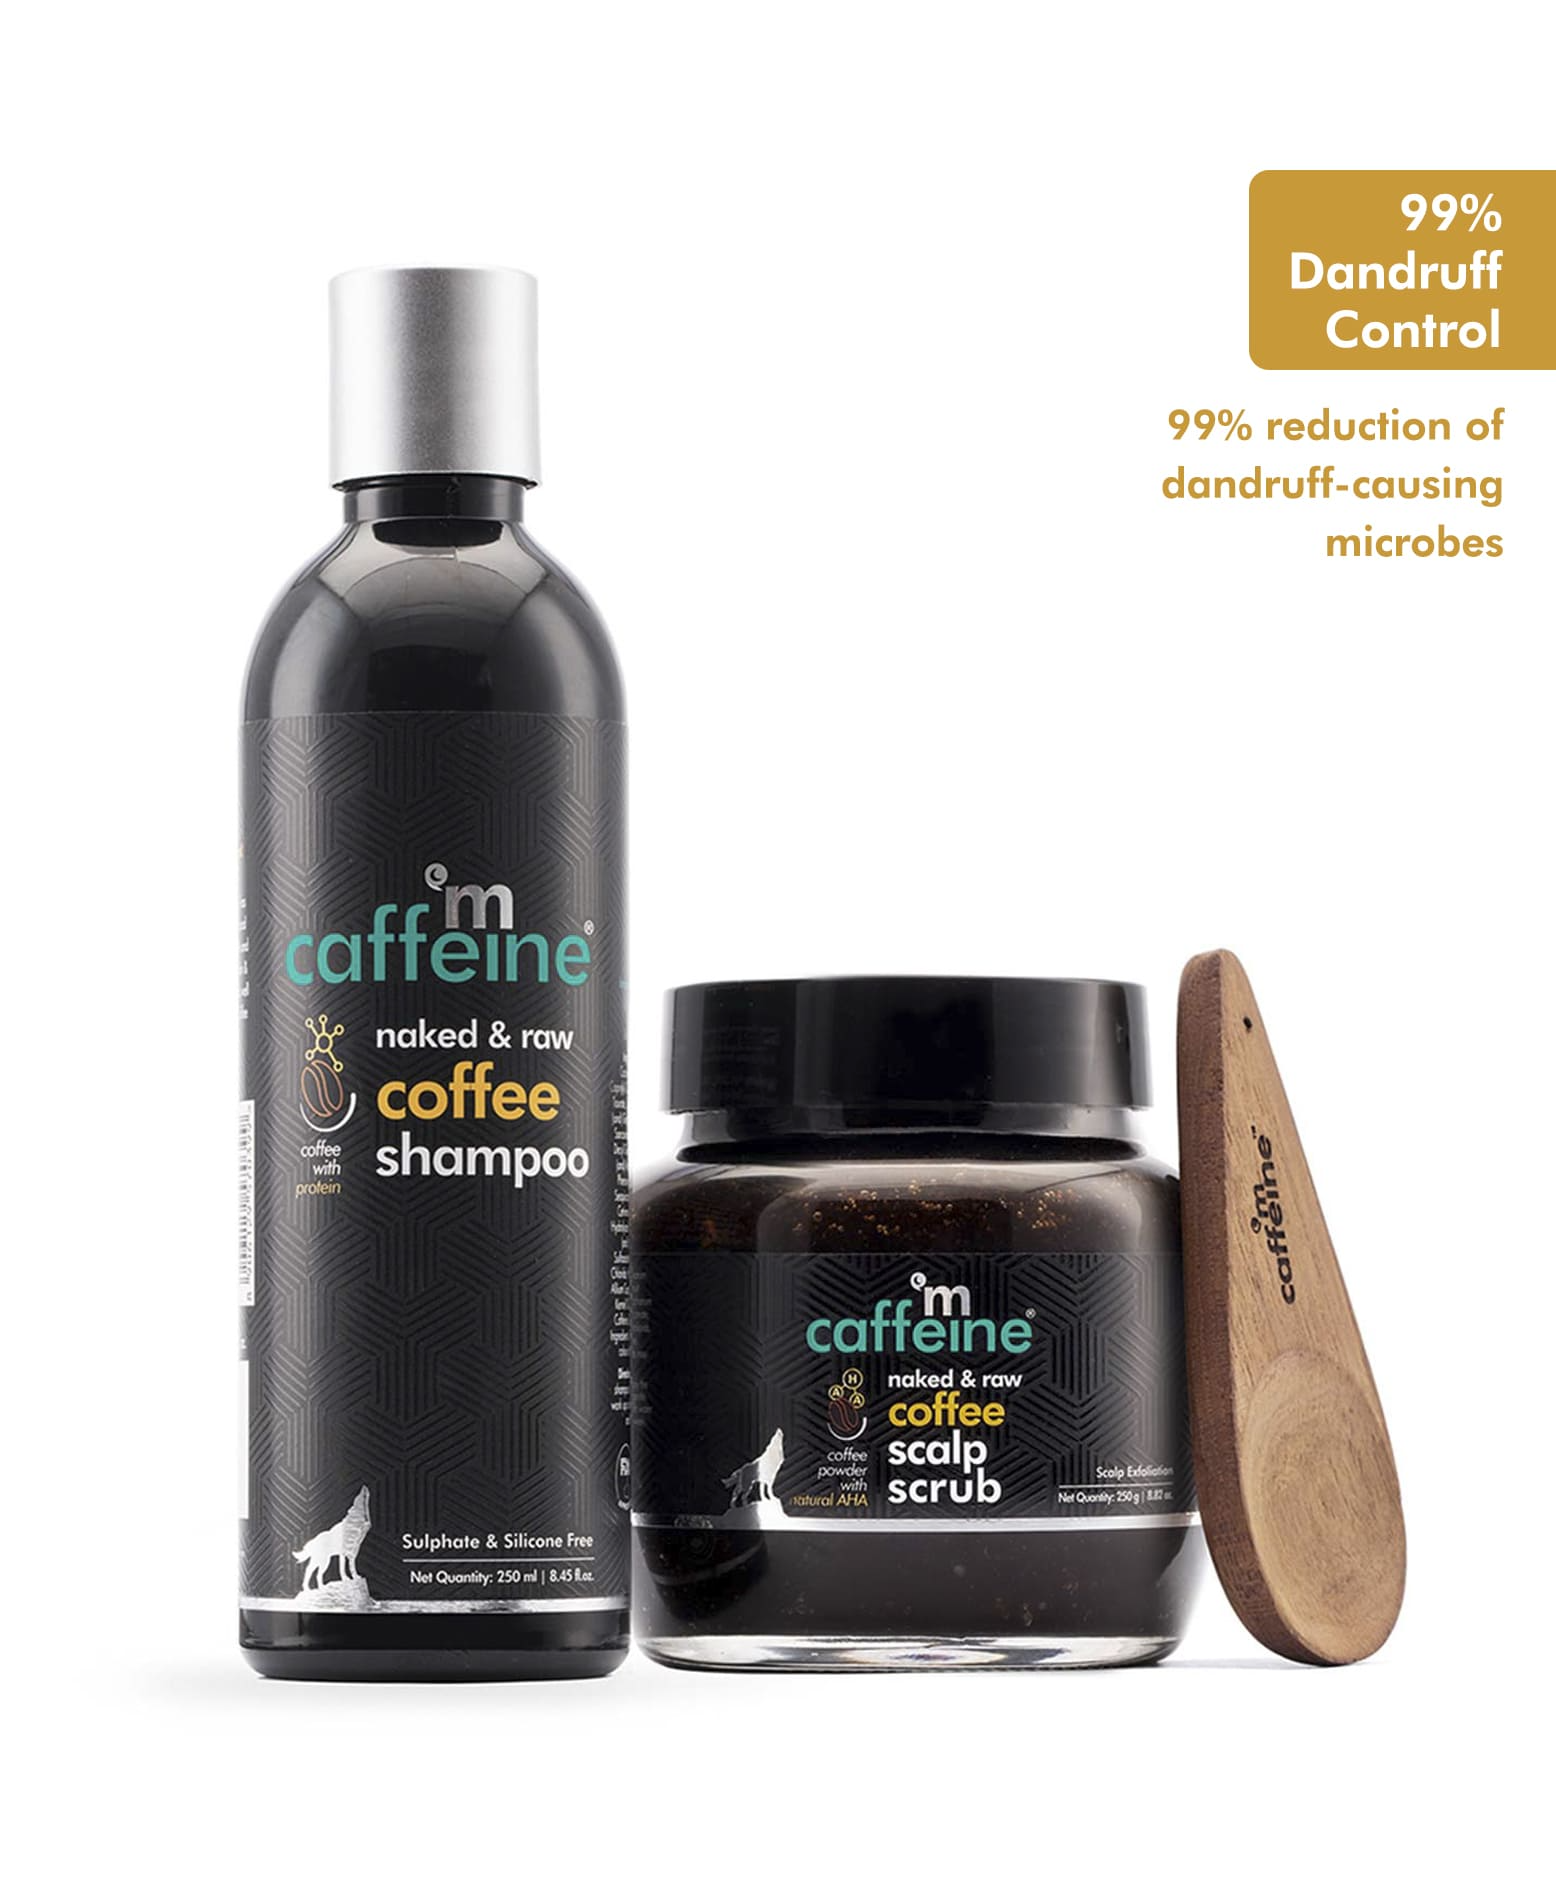 99%
Dandruff
Control
99% reduction of
dandruff-causing
microbes
'm
caffeine®
naked & raw
coffee
shampoo
coffee
with
protein
Sulphate & Silicone Free
Net Quantity: 250 ml | 8.45 fl.oz.
'm
caffeine®
naked & raw
coffee
scalp
scrub
coffee
powder
with
natural AHA
A H A
Scalp Exfoliation
Net Quantity: 250 g | 8.82 oz.
'm
caffeine™